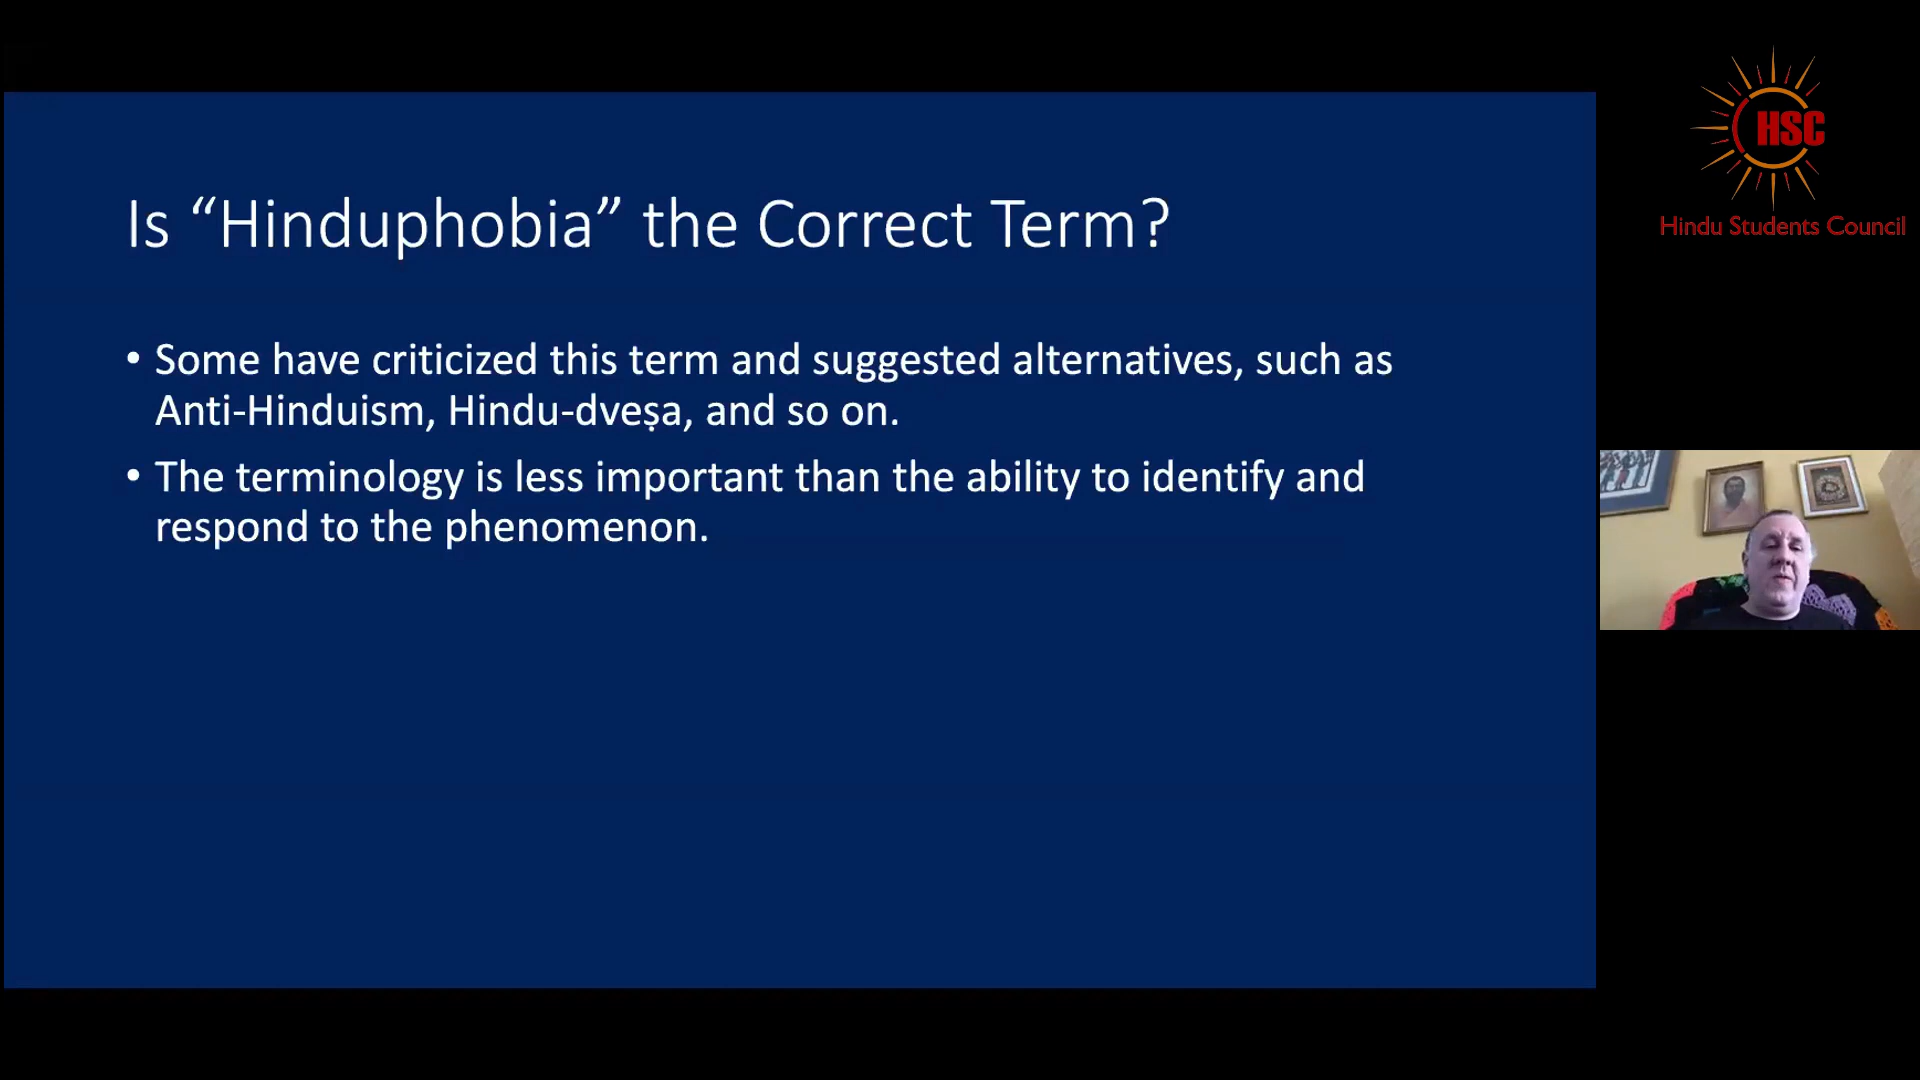 Is “Hinduphobia” the Correct Term?
• Some have criticized this term and suggested alternatives, such as
Anti-Hinduism, Hindu-dveṣa, and so on.
• The terminology is less important than the ability to identify and
respond to the phenomenon.
HSC
Hindu Students Council